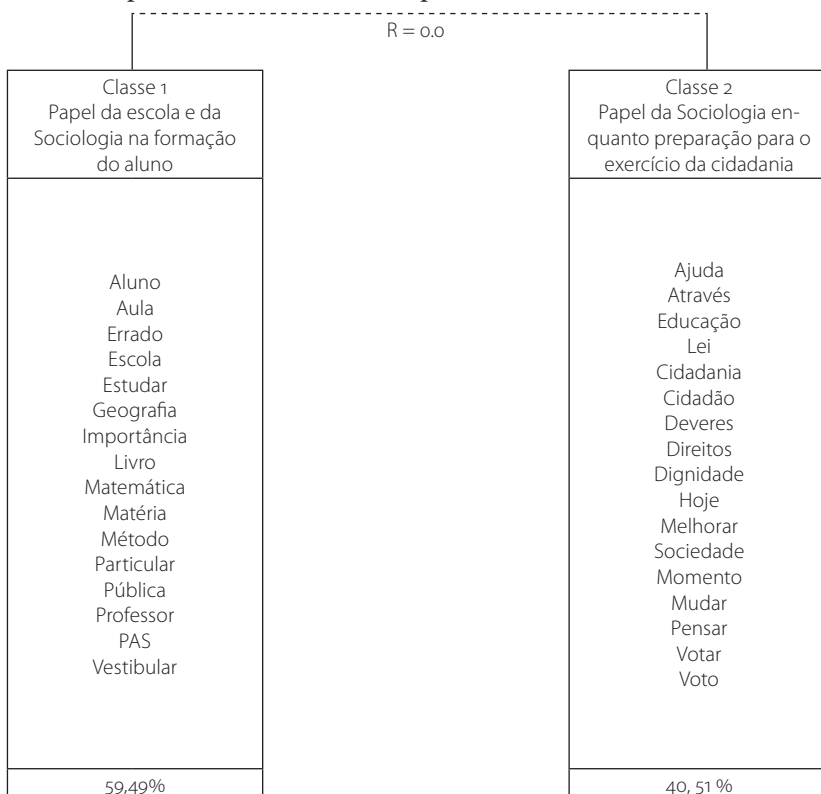 R = 0.0
Classe 1
Papel da escola e da
Sociologia na formação
do aluno
Aluno
Aula
Errado
Escola
Estudar
Geografia
Importância
Livro
Matemática
Matéria
Método
Particular
Pública
Professor
PAS
Vestibular
59,49%
Classe 2
Papel da Sociologia en-
quanto preparação para o
exercício da cidadania
Ajuda
Através
Educação
Lei
Cidadania
Cidadão
Deveres
Direitos
Dignidade
Hoje
Melhorar
Sociedade
Momento
Mudar
Pensar
Votar
Voto
40, 51 %